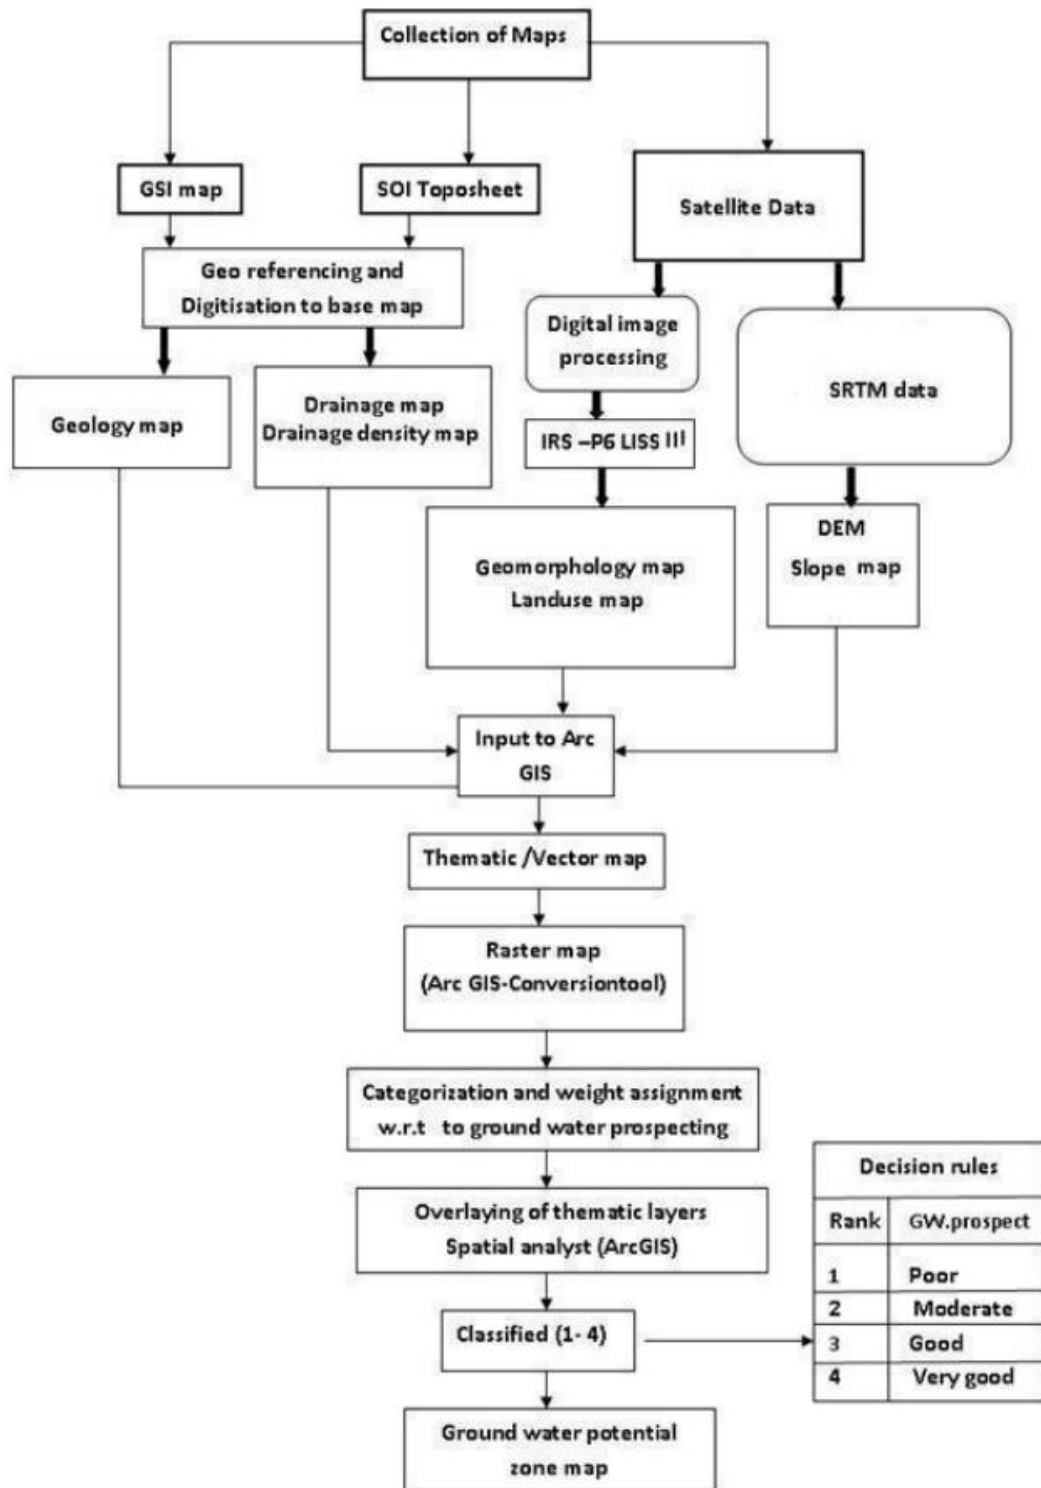 Collection of Maps
GSI map
SOI Toposheet
Satellite Data
Geo referencing and
Digitisation to base map
Digital image
processing
SRTM data
Geology map
Drainage map
Drainage density map
IRS –P6 LISS III
Geomorphology map
Landuse map
DEM
Slope map
Input to Arc
GIS
Thematic /Vector map
Raster map
(Arc GIS-Conversiontool)
Categorization and weight assignment
w.r.t to ground water prospecting
Overlaying of thematic layers
Spatial analyst (ArcGIS)
Classified (1- 4)
Decision rules
Rank GW.prospect
1 Poor
2 Moderate
3 Good
4 Very good
Ground water potential
zone map